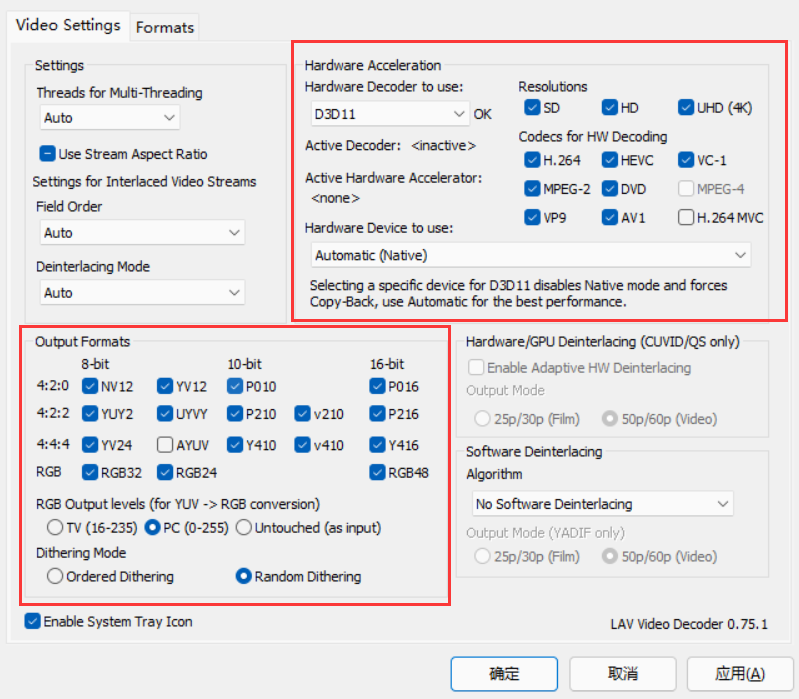 Video Settings
Formats
Settings
Threads for Multi-Threading
Auto
Use Stream Aspect Ratio
Settings for Interlaced Video Streams
Field Order
Auto
Deinterlacing Mode
Auto
Hardware Acceleration
Hardware Decoder to use:
D3D11
OK
Active Decoder: <inactive>
Active Hardware Accelerator:
<none>
Resolutions
SD HD UHD (4K)
Codecs for HW Decoding
H.264 HEVC VC-1
MPEG-2 DVD MPEG-4
VP9 AV1 H.264 MVC
Hardware Device to use:
Automatic (Native)
Selecting a specific device for D3D11 disables Native mode and forces
Copy-Back, use Automatic for the best performance.
Output Formats
8-bit 10-bit 16-bit
4:2:0 NV12 YV12 P010 P016
4:2:2 YUY2 UYVY P210 v210 P216
4:4:4 YV24 AYUV Y410 v410 Y416
RGB RGB32 RGB24 RGB48
RGB Output levels (for YUV -> RGB conversion)
TV (16-235) PC (0-255) Untouched (as input)
Dithering Mode
Ordered Dithering Random Dithering
Hardware/GPU Deinterlacing (CUVID/QS only)
Enable Adaptive HW Deinterlacing
Output Mode
25p/30p (Film) 50p/60p (Video)
Software Deinterlacing
Algorithm
No Software Deinterlacing
Output Mode (YADIF only)
25p/30p (Film) 50p/60p (Video)
Enable System Tray Icon
LAV Video Decoder 0.75.1
确定 取消 应用(A)